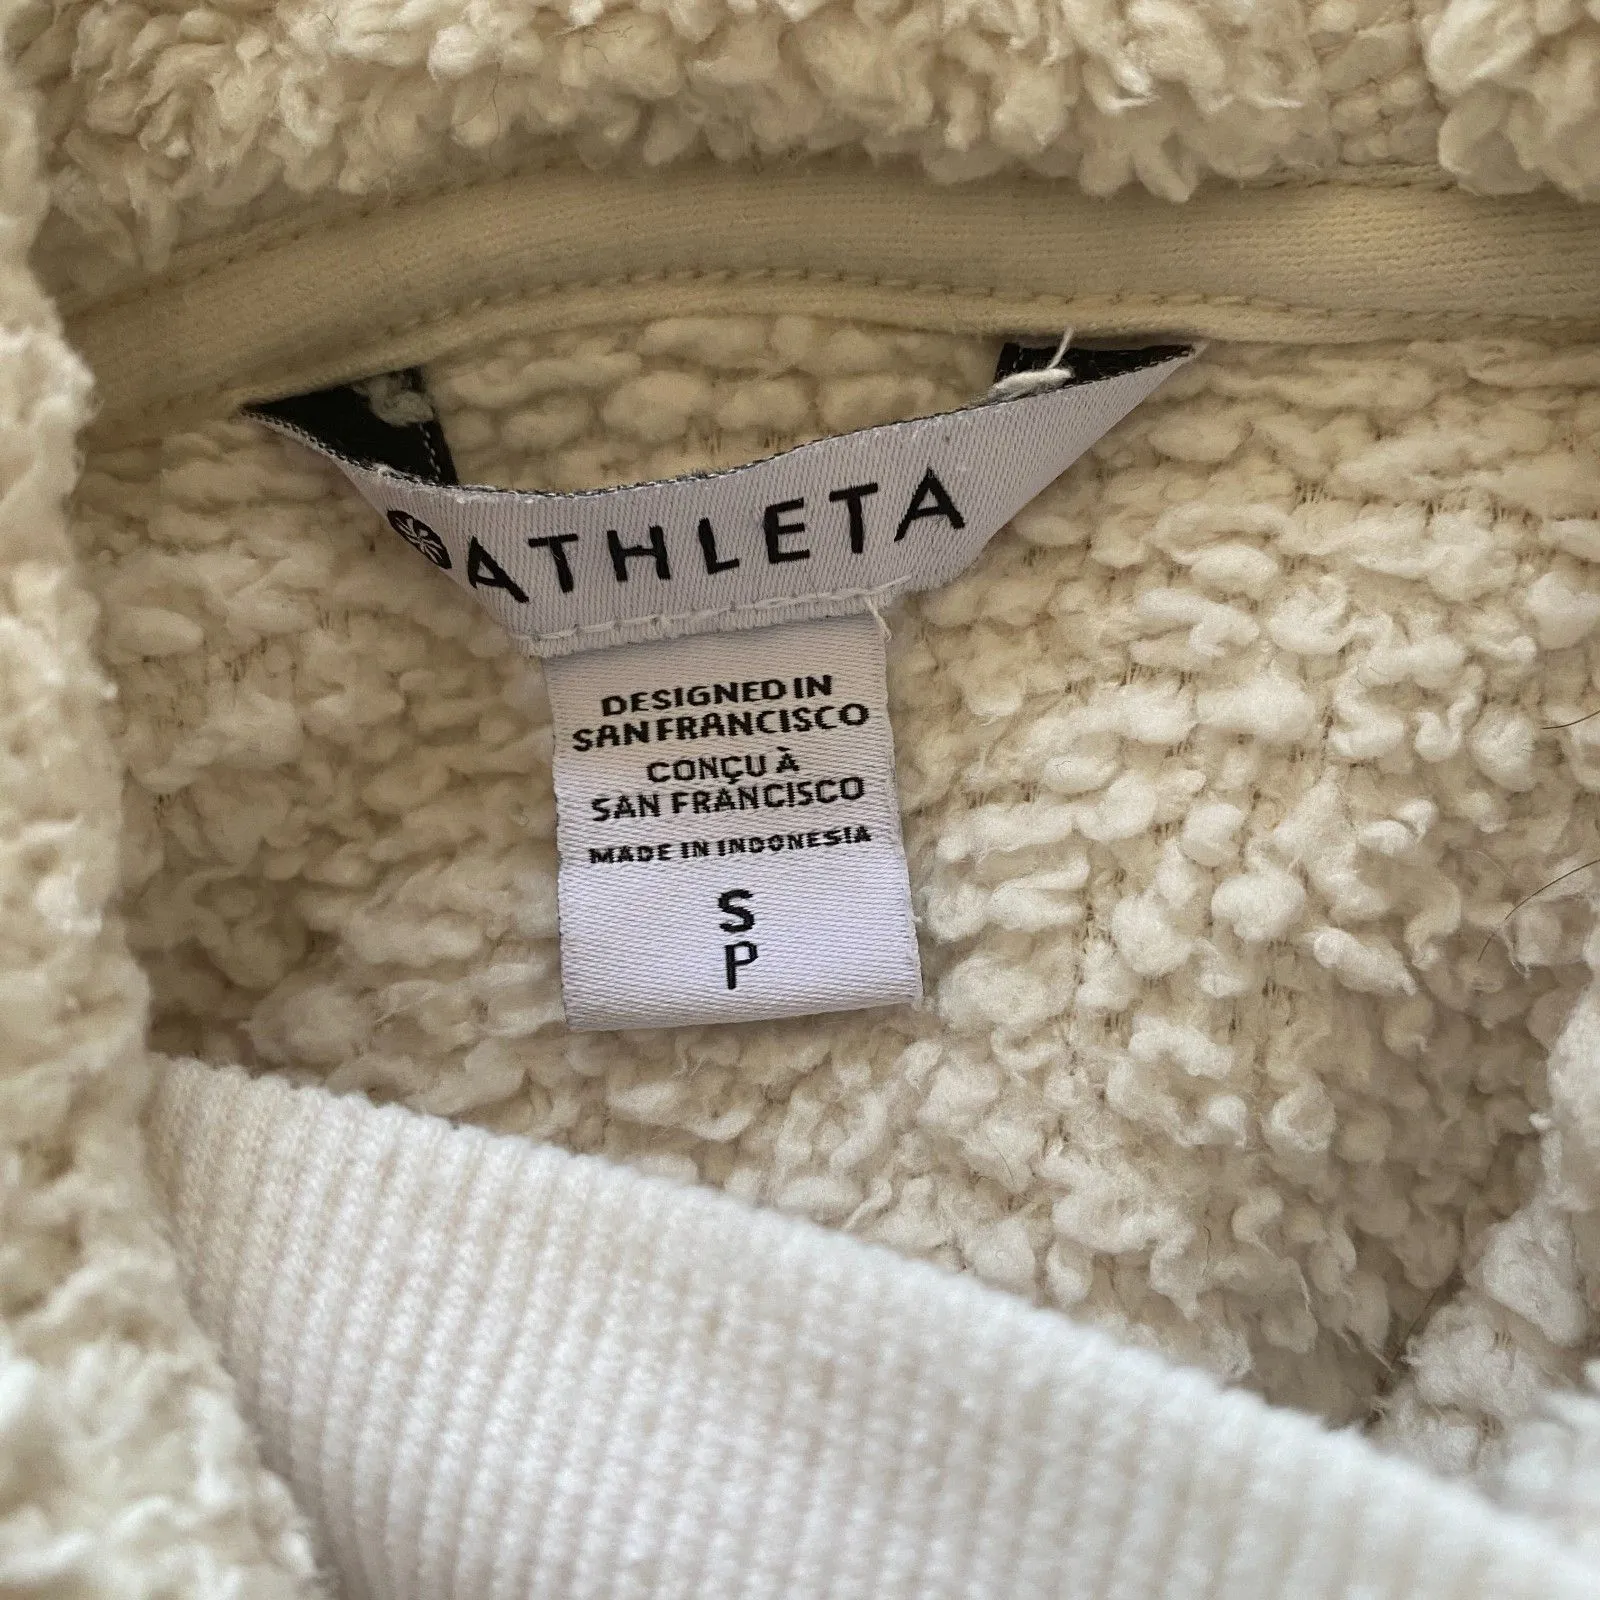 ATHLETA
DESIGNED IN
SAN FRANCISCO
CONÇU À
SAN FRANCISCO
MADE IN INDONESIA
S
P